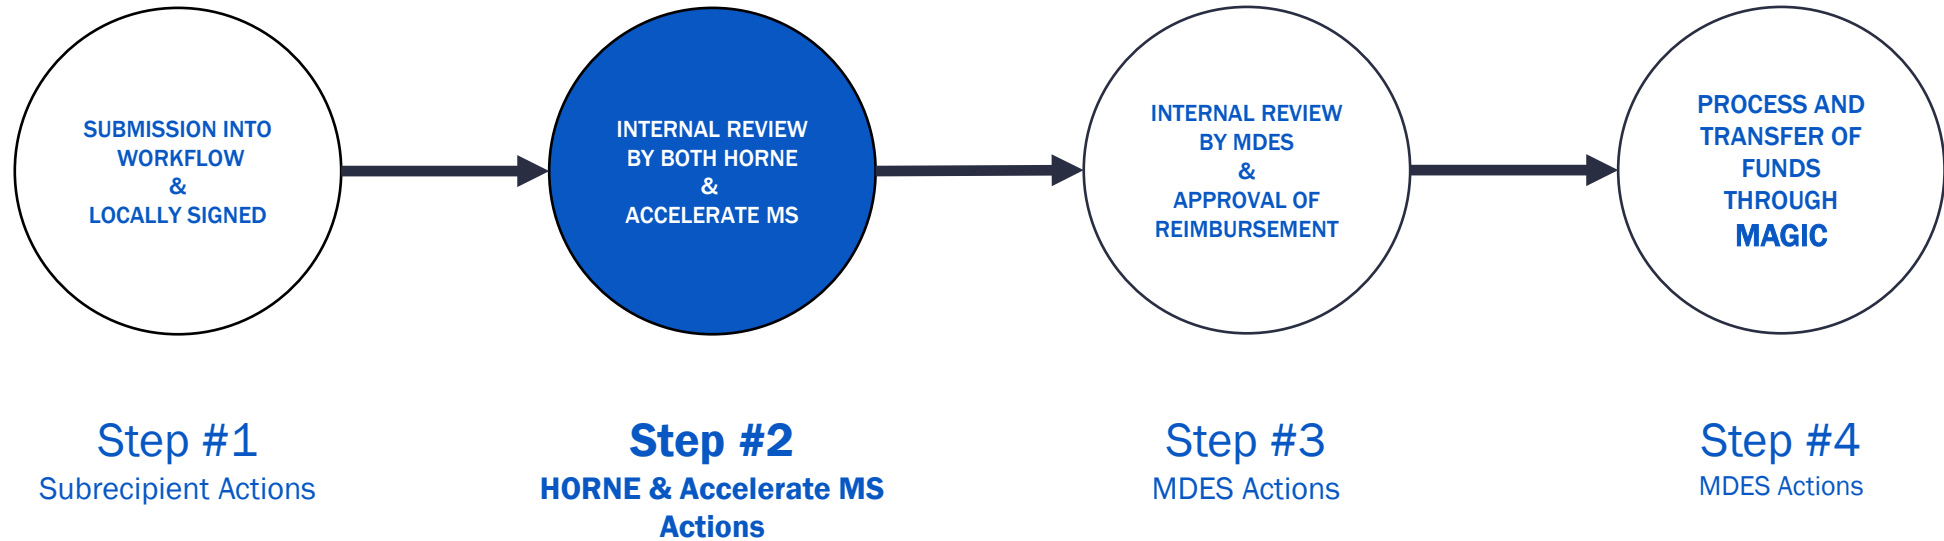 SUBMISSION INTO
WORKFLOW
&
LOCALLY SIGNED
INTERNAL REVIEW
BY BOTH HORNE
&
ACCELERATE MS
INTERNAL REVIEW
BY MDES
&
APPROVAL OF
REIMBURSEMENT
PROCESS AND
TRANSFER OF
FUNDS
THROUGH
MAGIC
Step #1
Subrecipient Actions
Step #2
HORNE & Accelerate MS
Actions
Step #3
MDES Actions
Step #4
MDES Actions